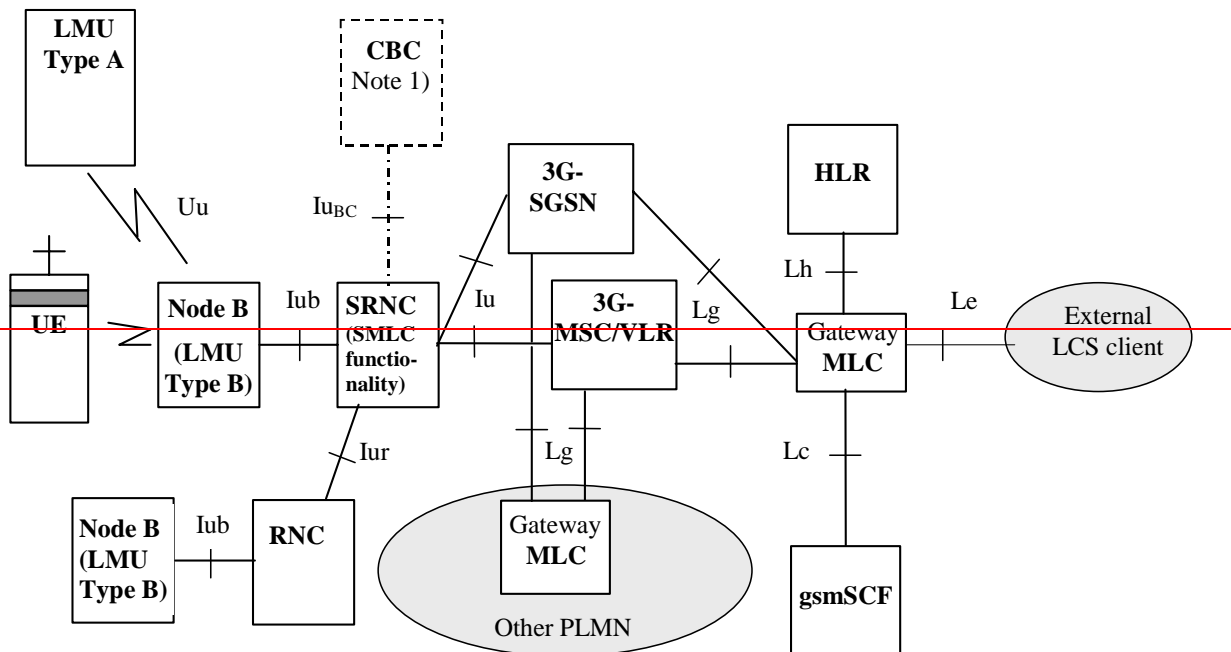 LMU
Type A
CBC
Note 1)
3G-
SGSN
HLR
Uu
IuBC
Lh
UE
Node B
(LMU
Type B)
Iub
SRNC
(SMLC
functio-
nality)
Iu
3G-
MSC/VLR
Lg
Gateway
MLC
Le
External
LCS client
Iur
Lg
Lc
Node B
(LMU
Type B)
Iub
RNC
Gateway
MLC
Other PLMN
gsmSCF